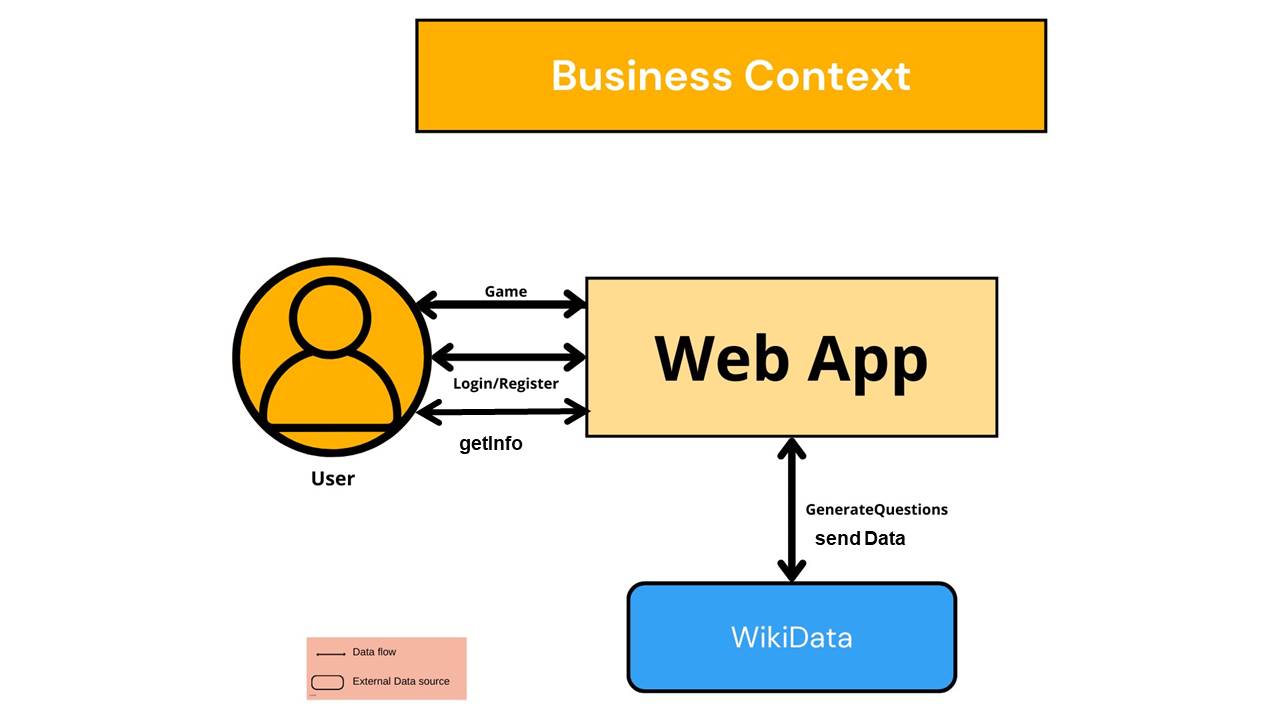 Business Context
Game
Web App
Login/Register
getInfo
User
GenerateQuestions
send Data
WikiData
Data flow
External Data source